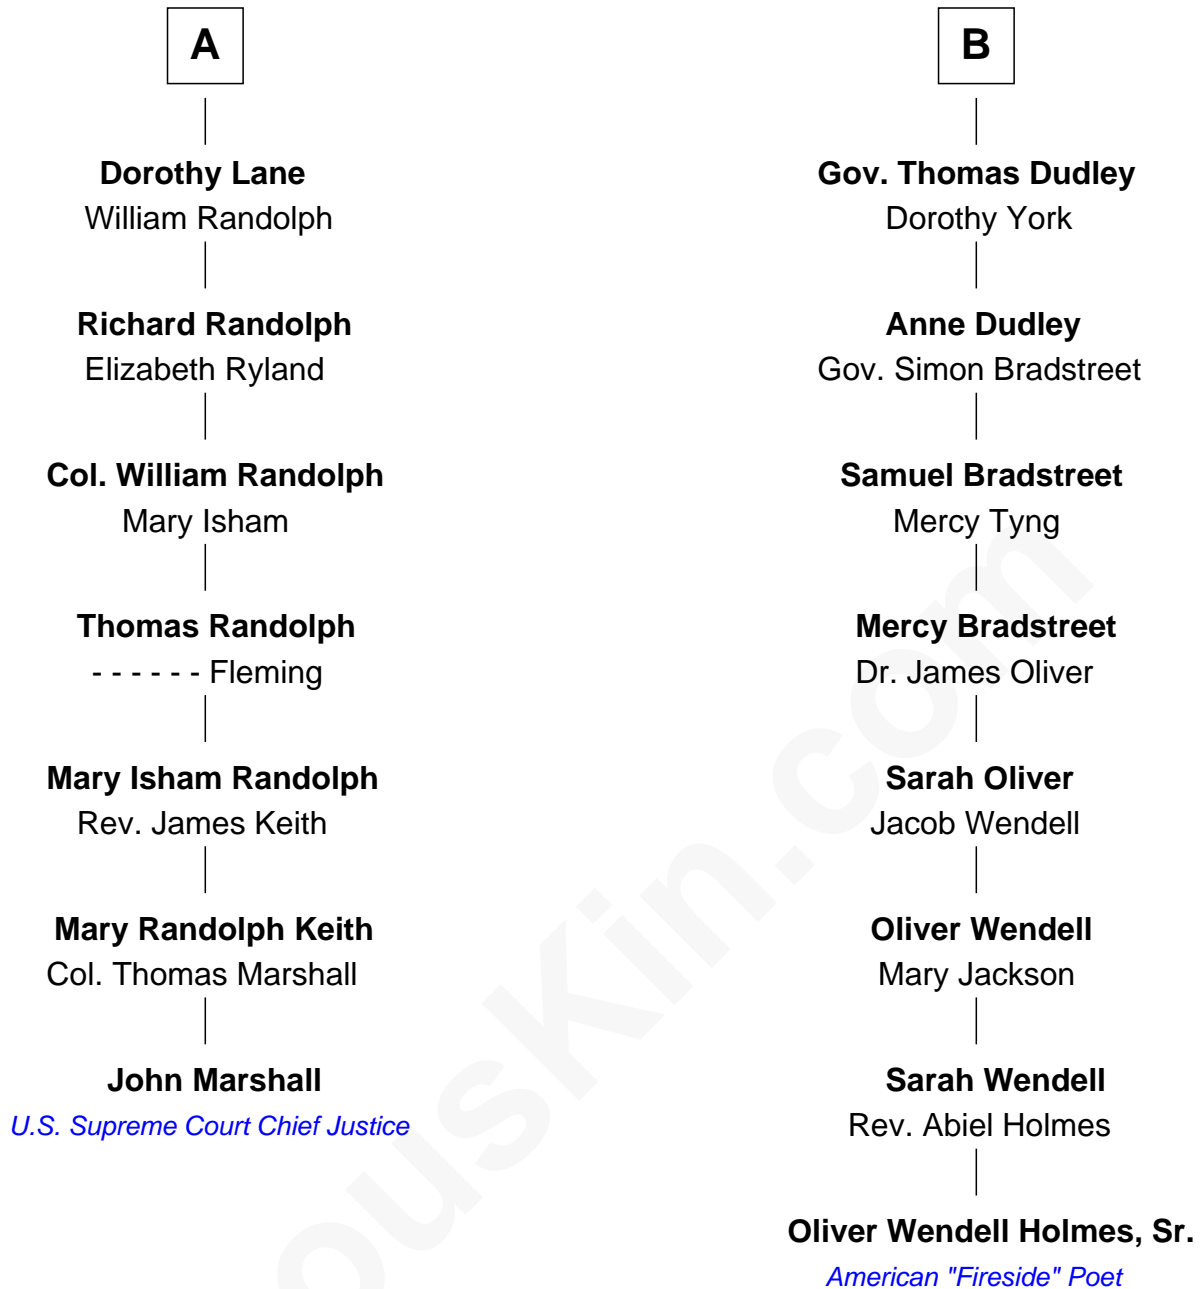 A
Dorothy Lane
William Randolph
Richard Randolph
Elizabeth Ryland
Col. William Randolph
Mary Isham
Thomas Randolph
- - - - - - Fleming
Mary Isham Randolph
Rev. James Keith
Mary Randolph Keith
Col. Thomas Marshall
John Marshall
U.S. Supreme Court Chief Justice
B
Gov. Thomas Dudley
Dorothy York
Anne Dudley
Gov. Simon Bradstreet
Samuel Bradstreet
Mercy Tyng
Mercy Bradstreet
Dr. James Oliver
Sarah Oliver
Jacob Wendell
Oliver Wendell
Mary Jackson
Sarah Wendell
Rev. Abiel Holmes
Oliver Wendell Holmes, Sr.
American "Fireside" Poet
ousKin.com